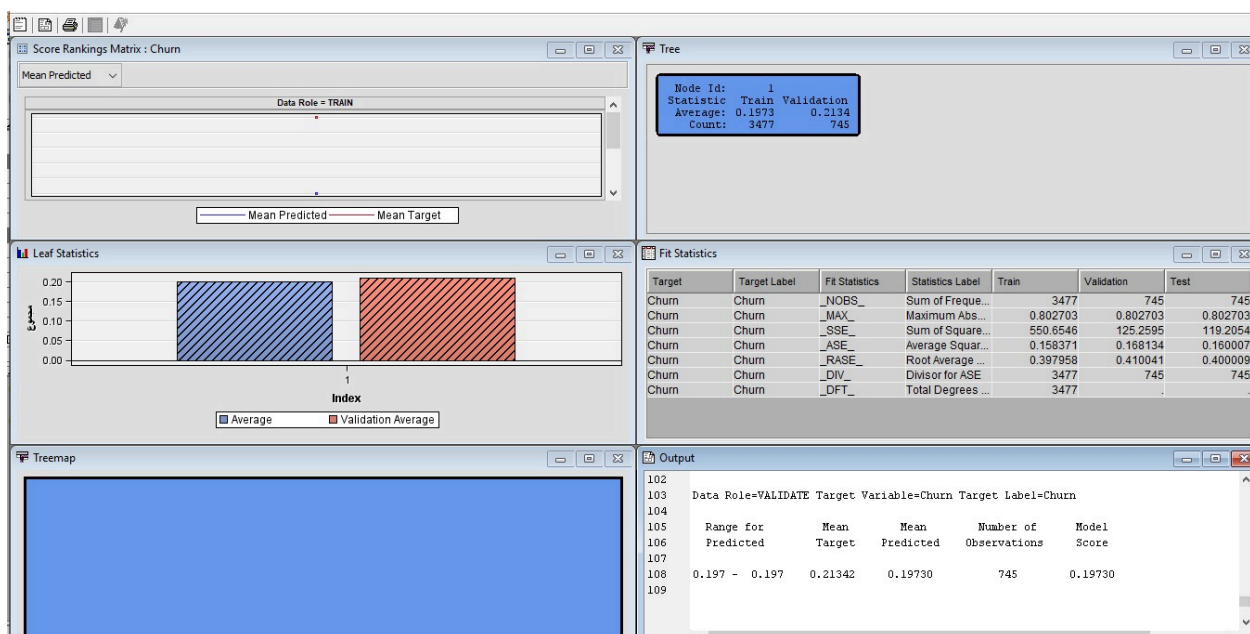 Score Rankings Matrix : Churn
Mean Predicted
Data Role = TRAIN
Mean Predicted Mean Target
Tree
Node Id: 1
Statistic Train Validation
Average: 0.1973 0.2134
Count: 3477 745
Leaf Statistics
0.20
0.15
0.10
0.05
0.00
1
Index
Average Validation Average
Fit Statistics
Target Target Label Fit Statistics Statistics Label Train Validation Test
Churn Churn _NOBS_ Sum of Freque... 3477 745 745
Churn Churn _MAX_ Maximum Abs... 0.802703 0.802703 0.802703
Churn Churn _SSE_ Sum of Square... 550.6546 125.2595 119.2054
Churn Churn _ASE_ Average Squar... 0.158371 0.168134 0.160007
Churn Churn _RASE_ Root Average ... 0.397958 0.410041 0.400009
Churn Churn _DIV_ Divisor for ASE 3477 745 745
Churn Churn _DFT_ Total Degrees ... 3477 . .
Treemap
Output
102
103 Data Role=VALIDATE Target Variable=Churn Target Label=Churn
104
105 Range for Mean Mean Number of Model
106 Predicted Target Predicted Observations Score
107
108 0.197 - 0.197 0.21342 0.19730 745 0.19730
109